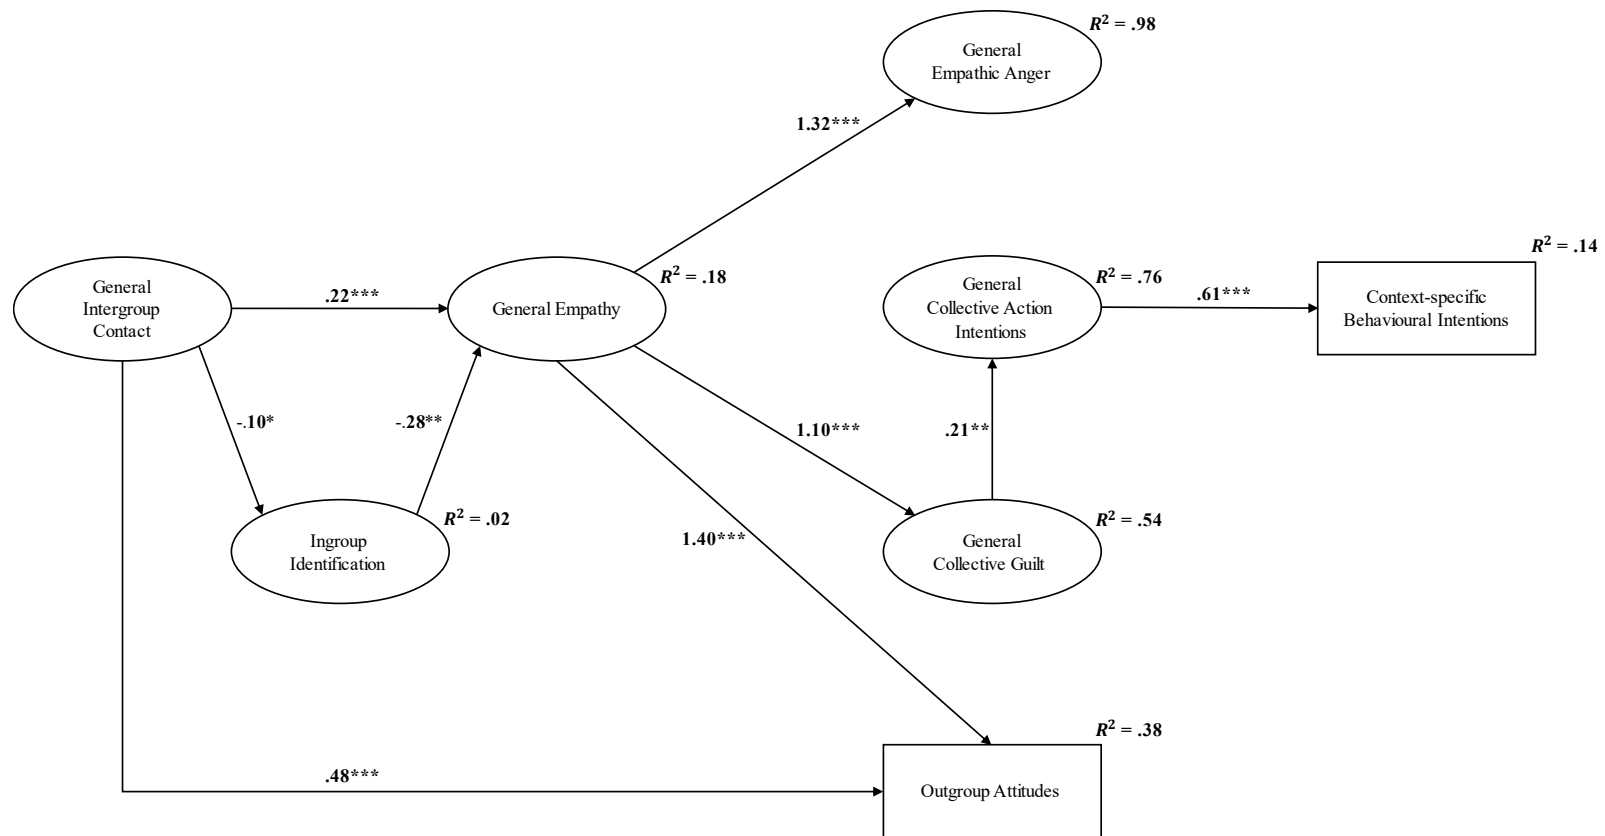 R² = .98
General
Empathic Anger
1.32***
R² = .14
General
Intergroup
Contact
.22***
General Empathy
R² = .18
General
Collective Action
Intentions
R² = .76
.61***
Context-specific
Behavioural Intentions
-.10*
-.28**
1.10***
.21**
Ingroup
Identification
R² = .02
1.40***
General
Collective Guilt
R² = .54
R² = .38
.48***
Outgroup Attitudes